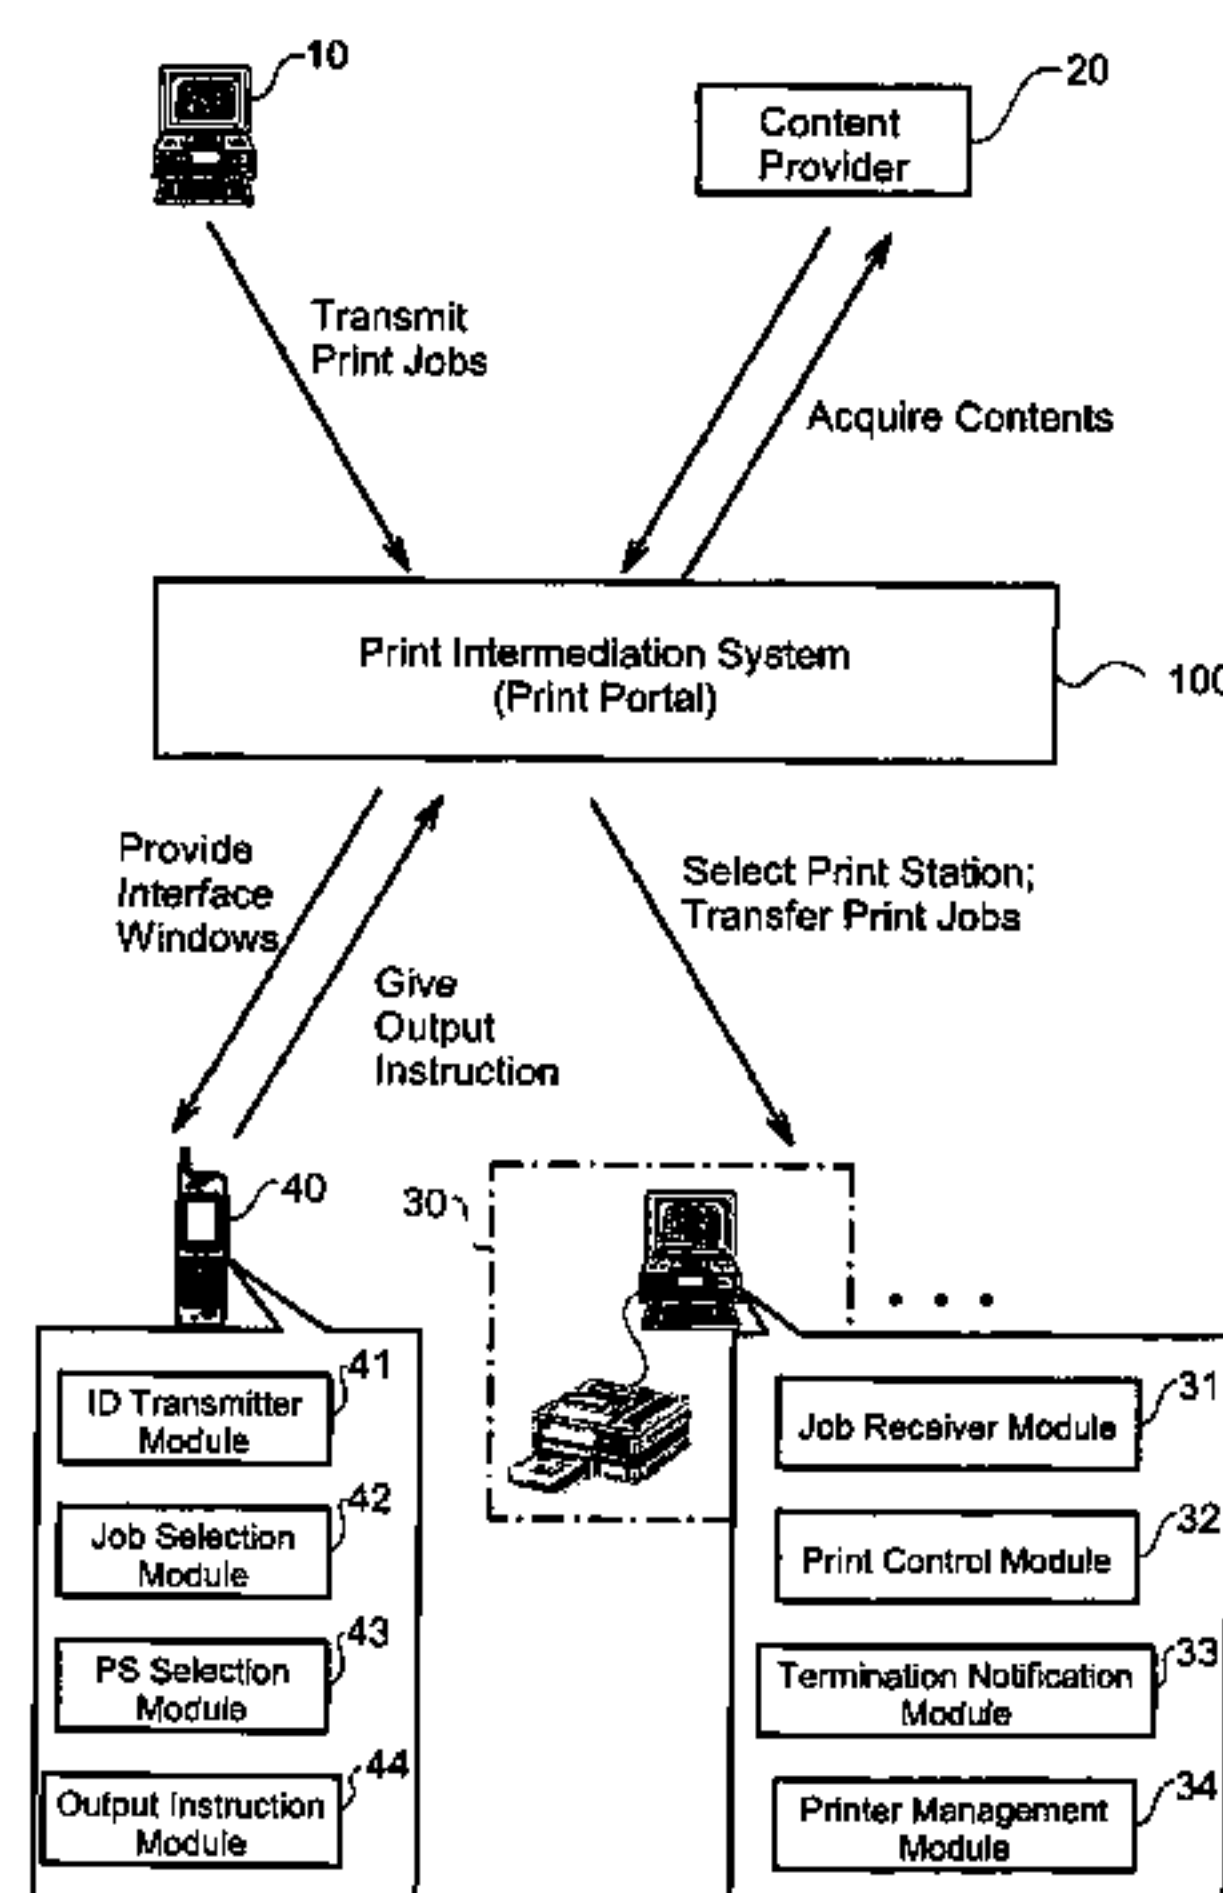 10
20
Content
Provider
Transmit
Print Jobs
Acquire Contents
Print Intermediation System
(Print Portal)
100
Provide
Interface
Windows
Select Print Station;
Transfer Print Jobs
Give
Output
Instruction
40
30
ID Transmitter
Module
41
Job Selection
Module
42
PS Selection
Module
43
Output Instruction
Module
44
Job Receiver Module
31
Print Control Module
32
Termination Notification
Module
33
Printer Management
Module
34